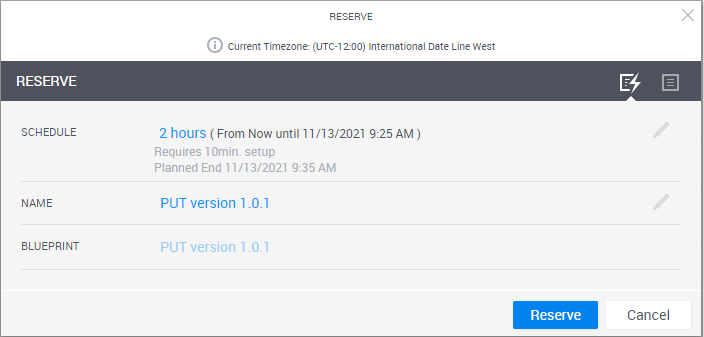 RESERVE
Current Timezone: (UTC-12:00) International Date Line West
RESERVE
SCHEDULE 2 hours ( From Now until 11/13/2021 9:25 AM )
Requires 10min. setup
Planned End 11/13/2021 9:35 AM
NAME PUT version 1.0.1
BLUEPRINT PUT version 1.0.1
Reserve Cancel